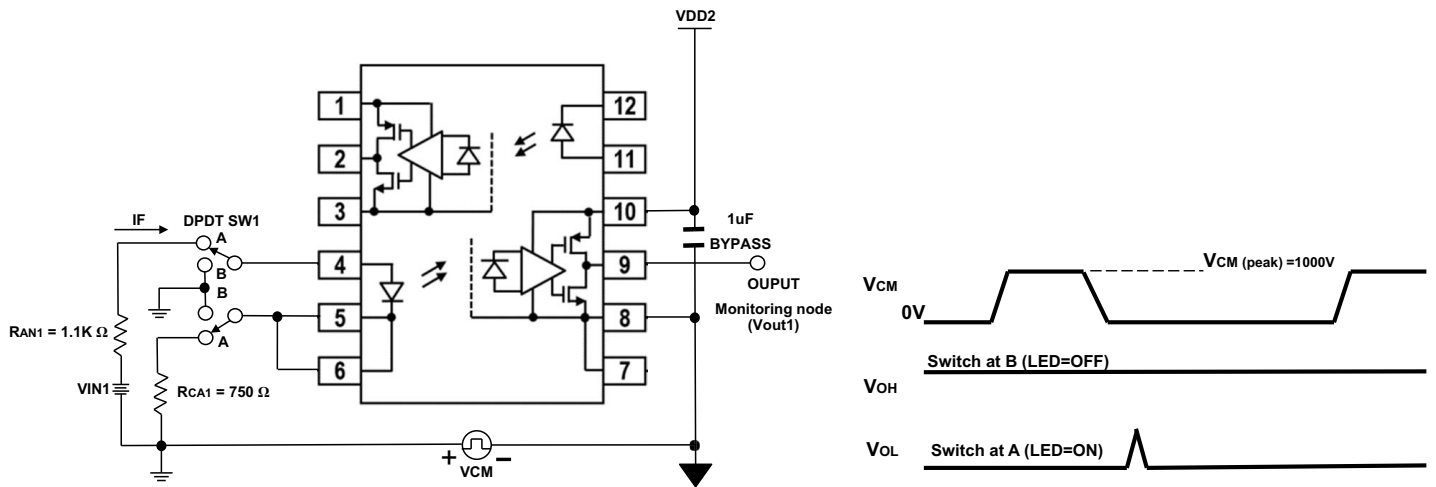 VDD2
1
2
3
4
5
6
12
11
10
9
8
7
1uF
BYPASS
OUPUT
Monitoring node
(Vout1)
IF
DPDT SW1
A
B
B
A
RAN1 = 1.1K Ω
VIN1
RCA1 = 750 Ω
+
VCM
–
VCM
0V
VCM (peak) =1000V
Switch at B (LED=OFF)
VOH
VOL
Switch at A (LED=ON)